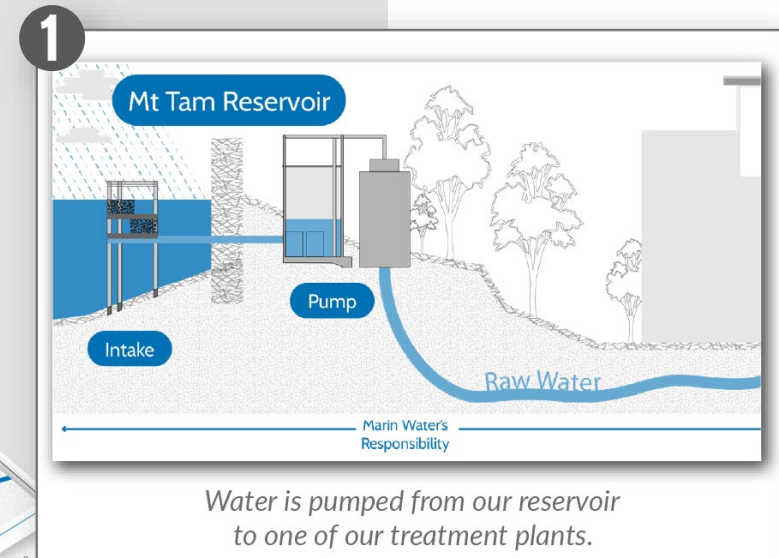 1
Mt Tam Reservoir
Pump
Intake
Raw Water
Marin Water's
Responsibility
Water is pumped from our reservoir
to one of our treatment plants.